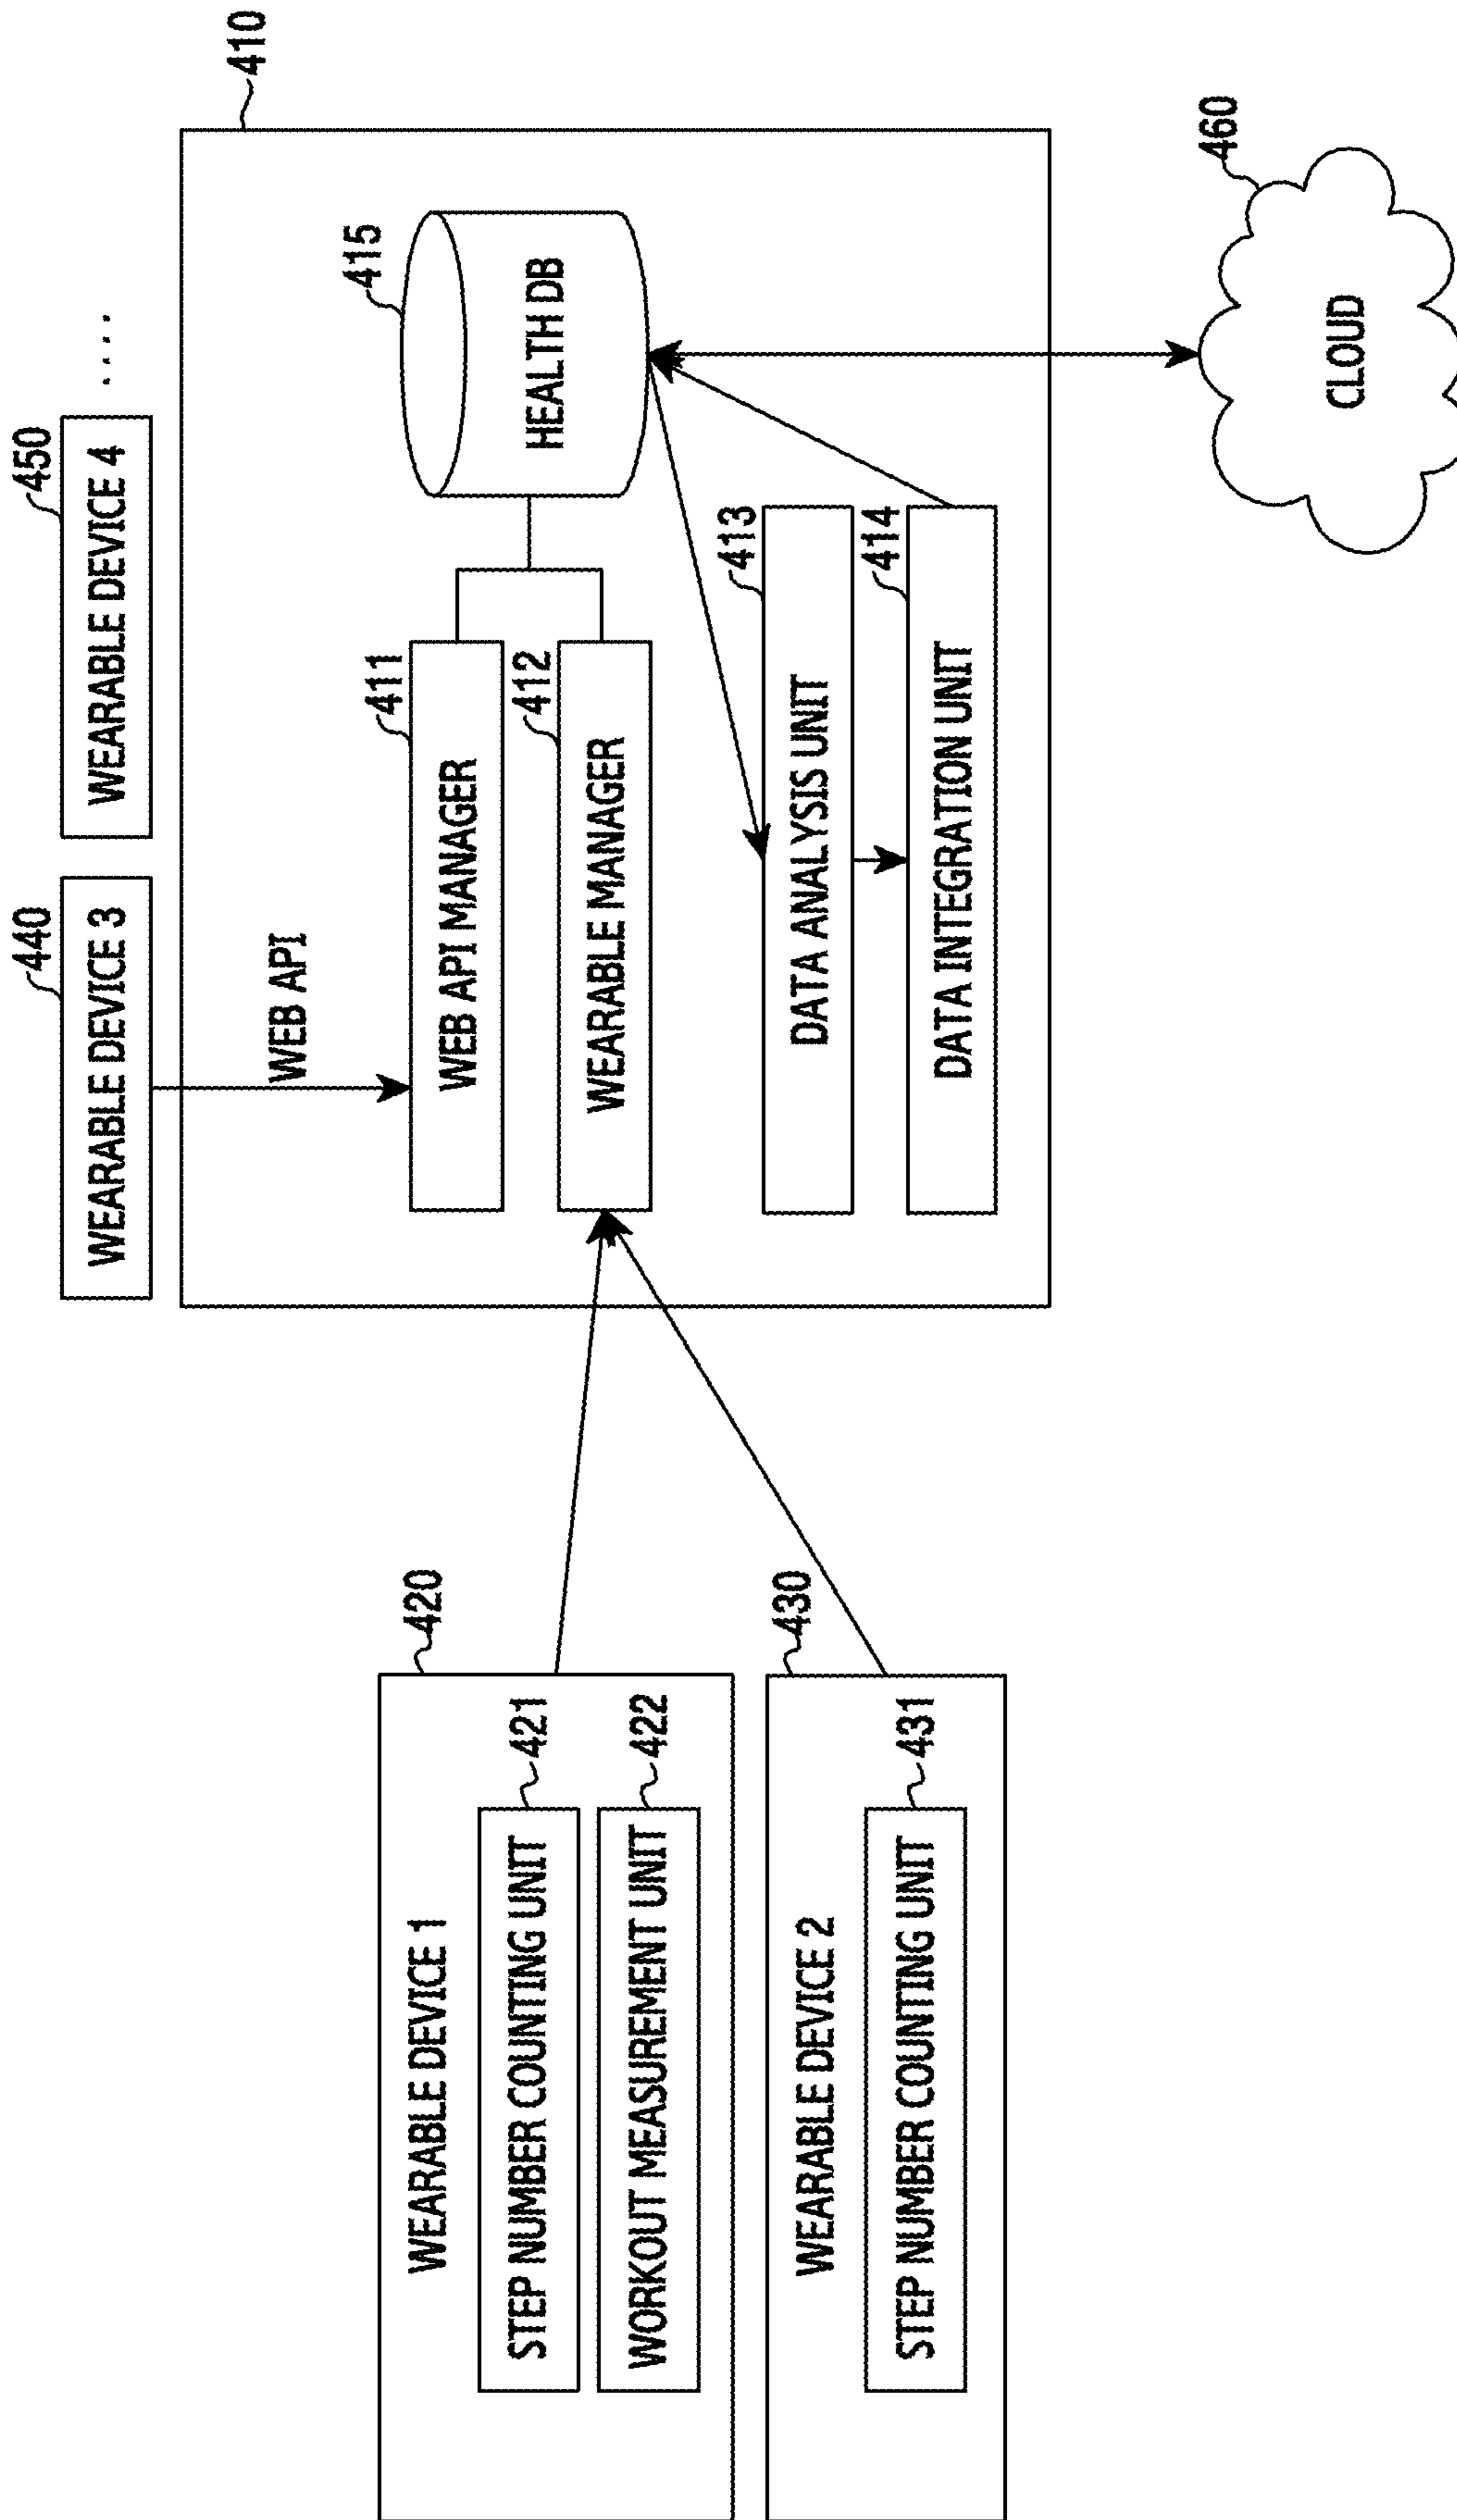 440
450
WEARABLE DEVICE 3
WEARABLE DEVICE 4
....
410
WEB API
415
HEALTH DB
411
WEB API MANAGER
412
WEARABLE MANAGER
413
DATA ANALYSIS UNIT
414
DATA INTEGRATION UNIT
420
WEARABLE DEVICE 1
421
STEP NUMBER COUNTING UNIT
422
WORKOUT MEASUREMENT UNIT
430
WEARABLE DEVICE 2
431
STEP NUMBER COUNTING UNIT
460
CLOUD